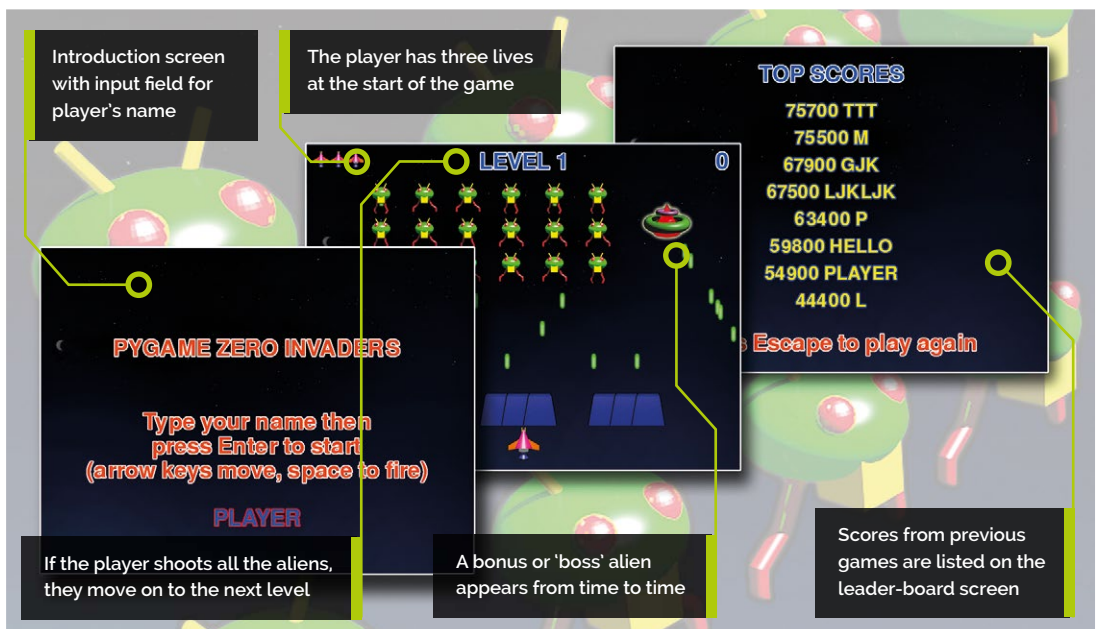 Introduction screen
with input field for
player's name
The player has three lives
at the start of the game
TOP SCORES
75700 TTT
75500 M
67900 GJK
67500 LJKLJK
63400 P
59800 HELLO
54900 PLAYER
44400 L
s Escape to play again
LEVEL 1
0
PYGAME ZERO INVADERS
Type your name then
press Enter to start
(arrow keys move, space to fire)
PLAYER
If the player shoots all the aliens,
they move on to the next level
A bonus or ‘boss’ alien
appears from time to time
Scores from previous
games are listed on the
leader-board screen